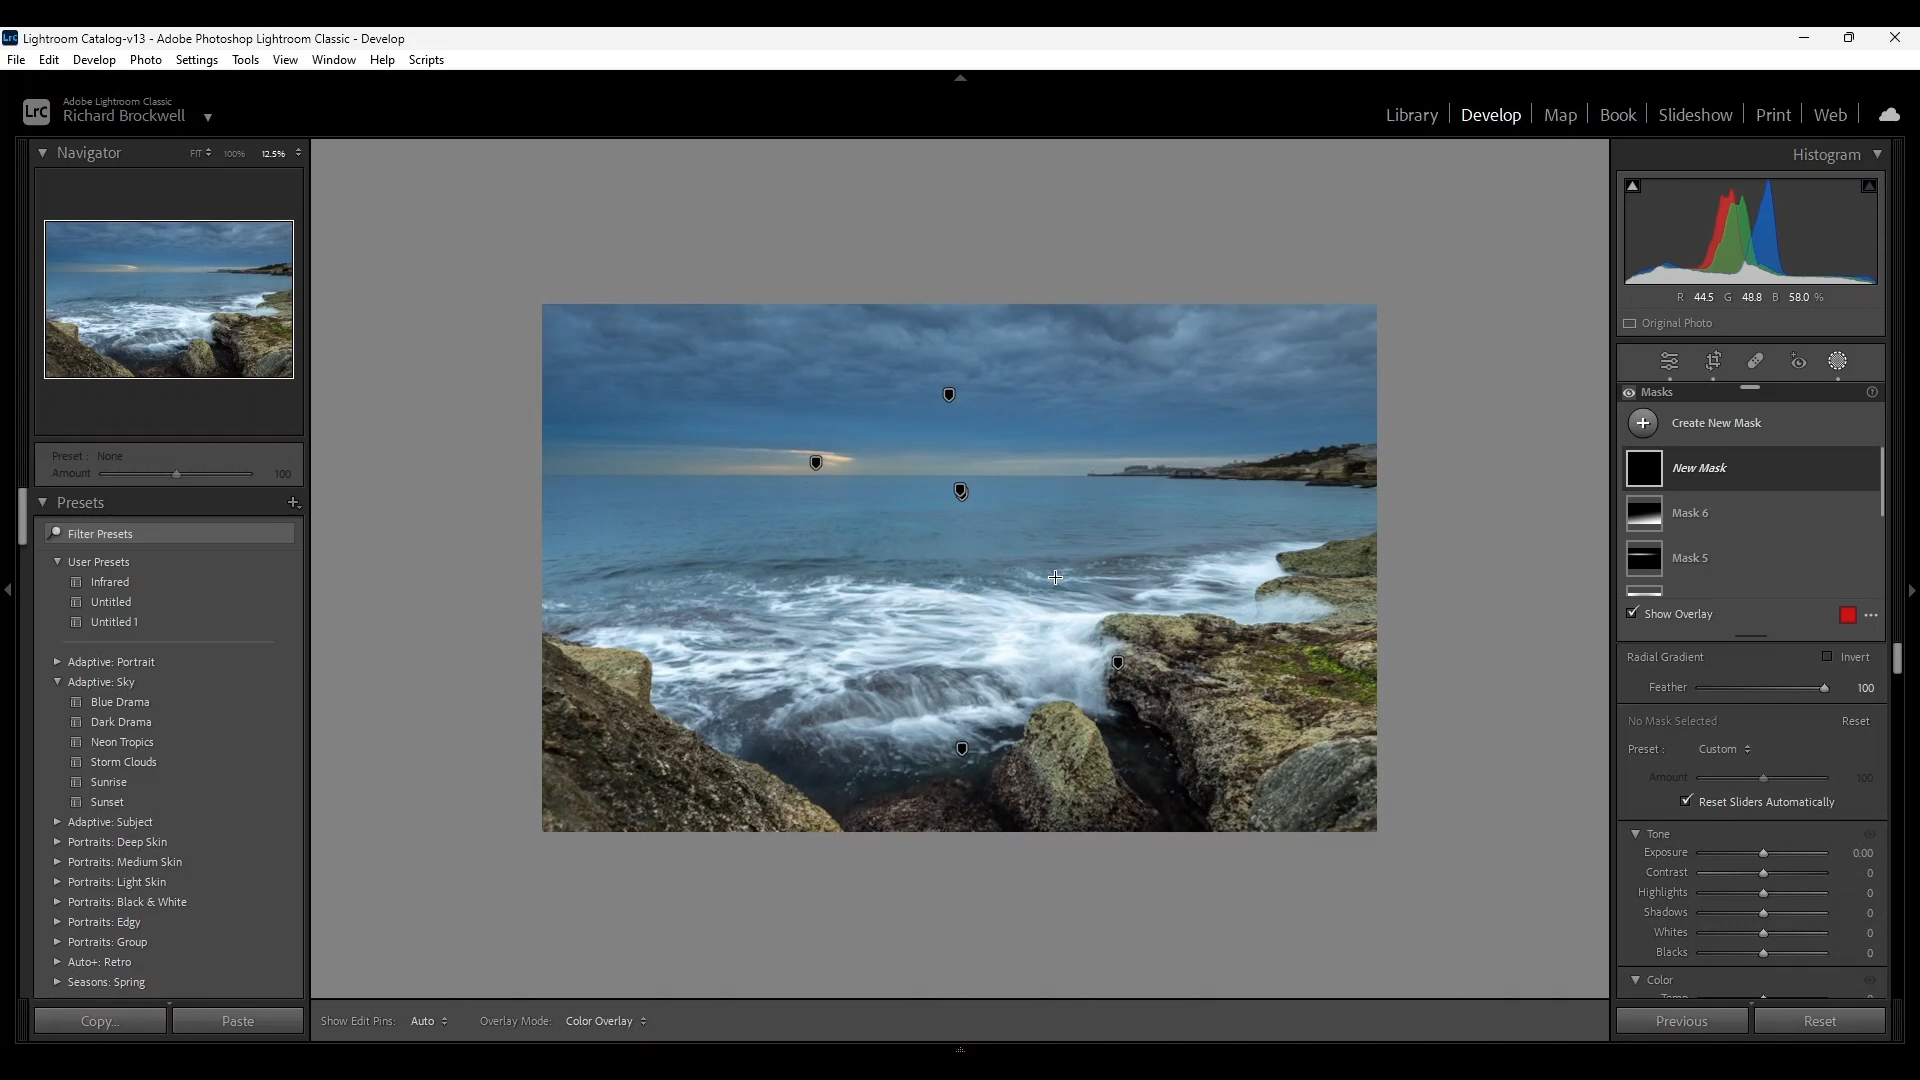 Lrc Lightroom Catalog-v13 - Adobe Photoshop Lightroom Classic - Develop
File Edit Develop Photo Settings Tools View Window Help Scripts
LrC Adobe Lightroom Classic
Richard Brockwell
Library Develop Map Book Slideshow Print Web
Navigator FIT 100% 12.5%
Preset : None
Amount 100
Presets
Filter Presets
User Presets
Infrared
Untitled
Untitled 1
Adaptive: Portrait
Adaptive: Sky
Blue Drama
Dark Drama
Neon Tropics
Storm Clouds
Sunrise
Sunset
Adaptive: Subject
Portraits: Deep Skin
Portraits: Medium Skin
Portraits: Light Skin
Portraits: Black & White
Portraits: Edgy
Portraits: Group
Auto+: Retro
Seasons: Spring
Copy... Paste
Show Edit Pins: Auto Overlay Mode: Color Overlay
Histogram
R 44.5 G 48.8 B 58.0 %
Original Photo
Masks
Create New Mask
New Mask
Mask 6
Mask 5
Show Overlay
Radial Gradient Invert
Feather 100
No Mask Selected Reset
Preset : Custom
Amount 100
Reset Sliders Automatically
Tone
Exposure 0.00
Contrast 0
Highlights 0
Shadows 0
Whites 0
Blacks 0
Color
Previous Reset